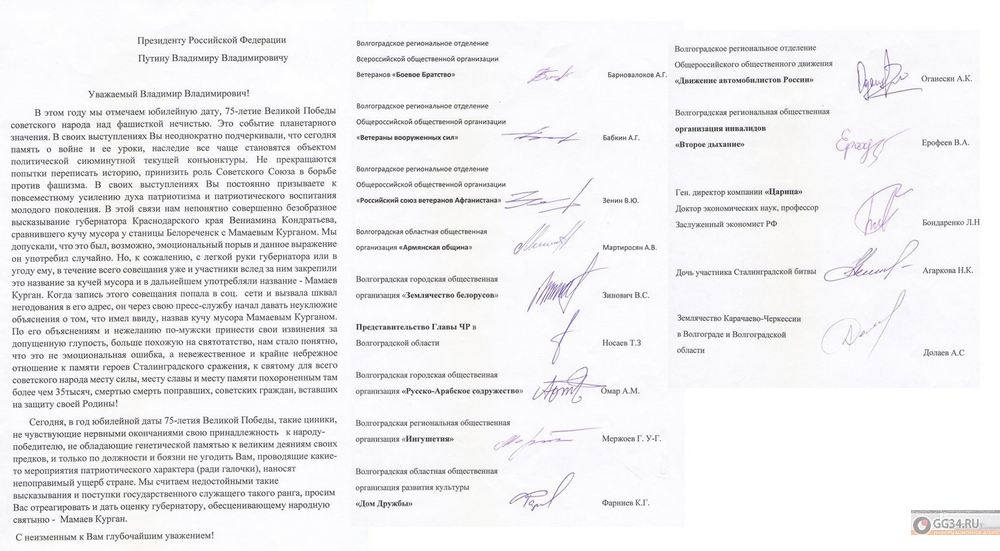 Президенту Российской Федерации
Путину Владимиру Владимировичу
Уважаемый Владимир Владимирович!
В этом году мы отмечаем юбилейную дату, 75-летие Великой Победы
советского народа над фашисткой нечистью. Это событие планетарного
значения. В своих выступлениях Вы неоднократно подчеркивали, что сегодня
память о войне и ее уроки, наследие все чаще становятся объектом
политической сиюминутной текущей конъюнктуры. Не прекращаются
попытки переписать историю, принизить роль Советского Союза в борьбе
против фашизма. В своих выступлениях Вы постоянно призываете к
повсеместному усилению духа патриотизма и патриотического воспитания
молодого поколения. В этой связи нам непонятно совершенно безобразное
высказывание губернатора Краснодарского края Вениамина Кондратьева,
сравнившего кучу мусора у станицы Белореченск с Мамаевым Курганом. Мы
допускали, что это был, возможно, эмоциональный порыв и данное выражение
он употребил случайно. Но, к сожалению, с легкой руки губернатора или в
угоду ему, в течение всего совещания уже и участники вслед за ним закрепили
это название за кучей мусора и в дальнейшем употребляли название - Мамаев
Курган. Когда запись этого совещания попала в соц. сети и вызвала шквал
негодования в его адрес, он через свою пресс-службу начал давать неуклюжие
объяснения о том, что имел ввиду, назвав кучу мусора Мамаевым Курганом.
По его объяснениям и нежеланию по-мужски принести свои извинения за
допущенную глупость, больше похожую на святотатство, нам стало понятно,
что это не эмоциональная ошибка, а невежественное и крайне небрежное
отношение к памяти героев Сталинградского сражения, к святому для всего
советского народа месту силы, месту славы и месту памяти похороненным там
более чем 35тысяч, смертью смерть поправших, советских граждан, вставших
на защиту своей Родины!
Сегодня, в год юбилейной даты 75-летия Великой Победы, такие циники,
не чувствующие нервными окончаниями свою принадлежность к народу-
победителю, не обладающие генетической памятью к великим деяниям своих
предков, и только по должности и боязни не угодить Вам, проводящие какие-
то мероприятия патриотического характера (ради галочки), наносят
непоправимый ущерб стране. Мы считаем недостойными такие
высказывания и поступки государственного служащего такого ранга, просим
Вас отреагировать и дать оценку губернатору, обесценивающему народную
святыню - Мамаев Курган.
С неизменным к Вам глубочайшим уважением!
Волгоградское региональное отделение
Всероссийской общественной организации
Ветеранов «Боевое Братство» Барновалоков А.Г.
Волгоградское региональное отделение
Общероссийской общественной организации
«Ветераны вооруженных сил» Бабкин А.Г.
Волгоградское региональное отделение
Общероссийской общественной организации
«Российский союз ветеранов Афганистана» Зенин В.Ю.
Волгоградская областная общественная
организация «Армянская община» Мартиросян А.В.
Волгоградская городская общественная
организация «Землячество белорусов» Зинович В.С.
Представительство Главы ЧР в
Волгоградской области Носаев Т.З
Волгоградская городская общественная
организация «Русско-Арабское содружество» Омар А.М.
Волгоградская региональная общественная
организация «Ингушетия» Мержоев Г. У-Г.
Волгоградская областная общественная
организация развития культуры
«Дом Дружбы» Фарниев К.Г.
Волгоградское региональное отделение
Общероссийского общественного движения
«Движение автомобилистов России» Оганесян А.К.
Волгоградская региональная общественная
организация инвалидов
«Второе дыхание» Ерофеев В.А.
Ген. директор компании «Царица»
Доктор экономических наук, профессор
Заслуженный экономист РФ Бондаренко Л.Н
Дочь участника Сталинградской битвы Агаркова Н.К.
Землячество Карачаево-Черкессии
в Волгограде и Волгоградской
области Долаев А.С
GG34.RU